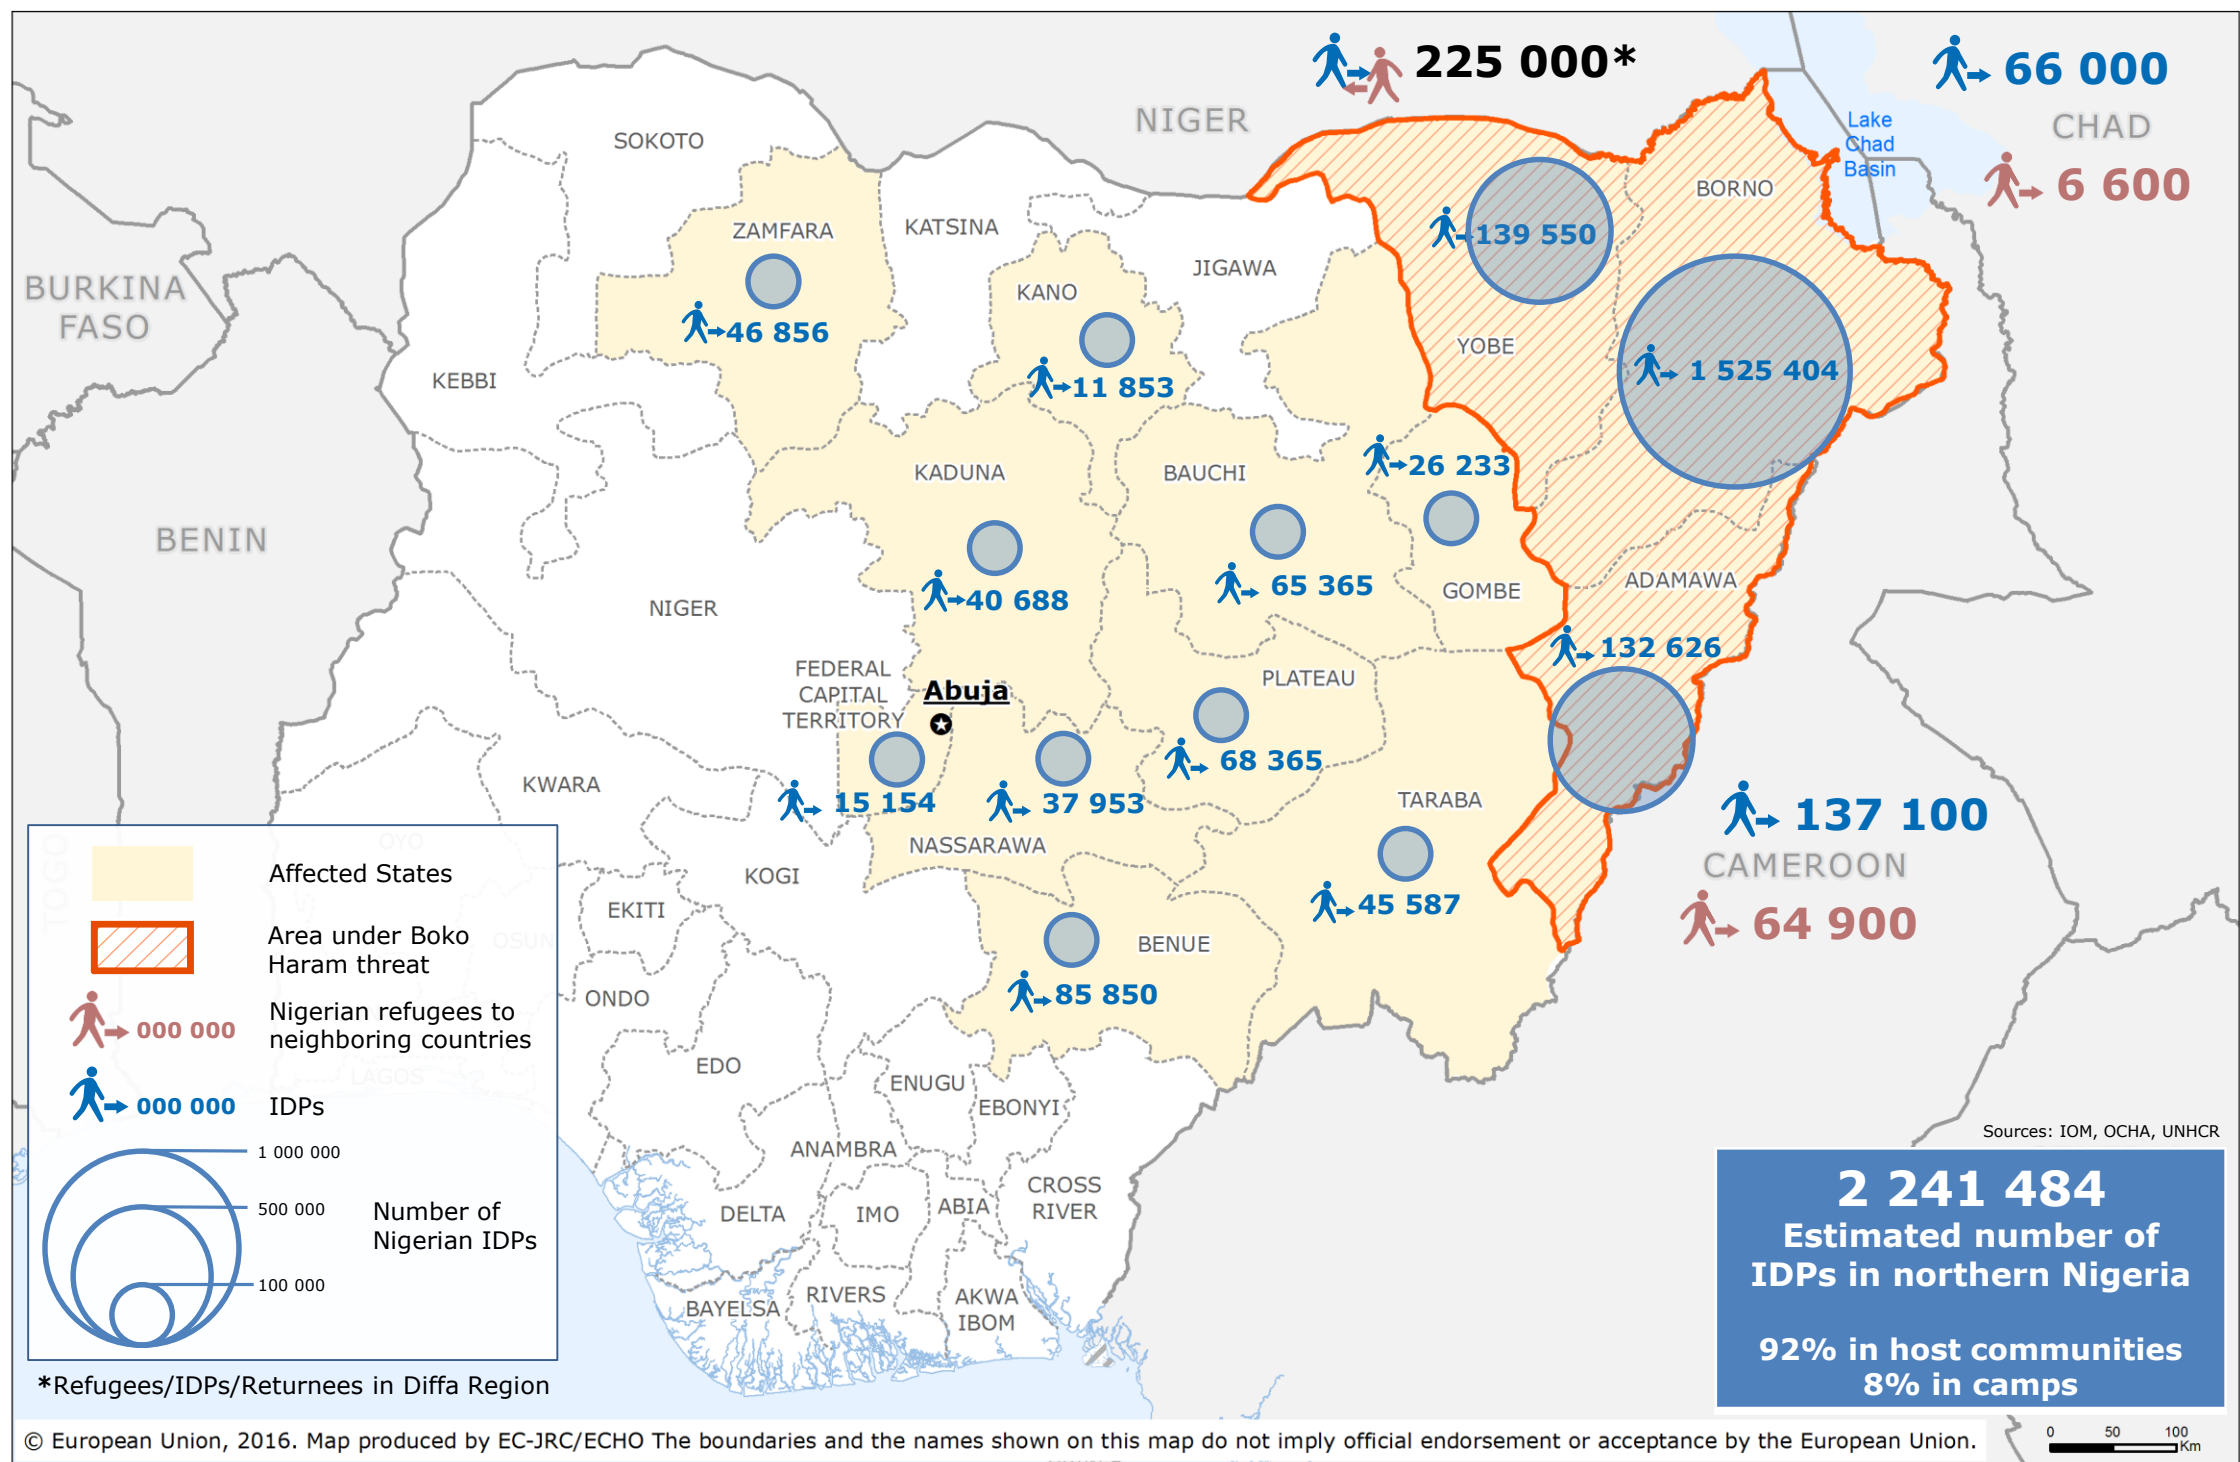 225 000*
66 000
NIGER
CHAD
Lake
Chad
Basin
6 600
SOKOTO
BORNO
ZAMFARA
KATSINA
139 550
JIGAWA
BURKINA
FASO
KANO
46 856
YOBE
1 525 404
KEBBI
11 853
KADUNA
BAUCHI
26 233
BENIN
40 688
65 365
GOMBE
ADAMAWA
NIGER
132 626
FEDERAL
CAPITAL
TERRITORY
Abuja
PLATEAU
68 365
KWARA
15 154
37 953
TARABA
137 100
NASSARAWA
CAMEROON
KOGI
45 587
64 900
EKITI
BENUE
ONDO
85 850
EDO
ENUGU
EBONYI
ANAMBRA
CROSS
RIVER
DELTA
IMO
ABIA
BAYELSA
RIVERS
AKWA
IBOM
TOGO
OYO
OSUN
LAGOS
Affected States
Area under Boko
Haram threat
000 000
Nigerian refugees to
neighboring countries
000 000
IDPs
1 000 000
500 000
100 000
Number of
Nigerian IDPs
*Refugees/IDPs/Returnees in Diffa Region
Sources: IOM, OCHA, UNHCR
2 241 484
Estimated number of
IDPs in northern Nigeria
92% in host communities
8% in camps
0 50 100
Km
© European Union, 2016. Map produced by EC-JRC/ECHO The boundaries and the names shown on this map do not imply official endorsement or acceptance by the European Union.